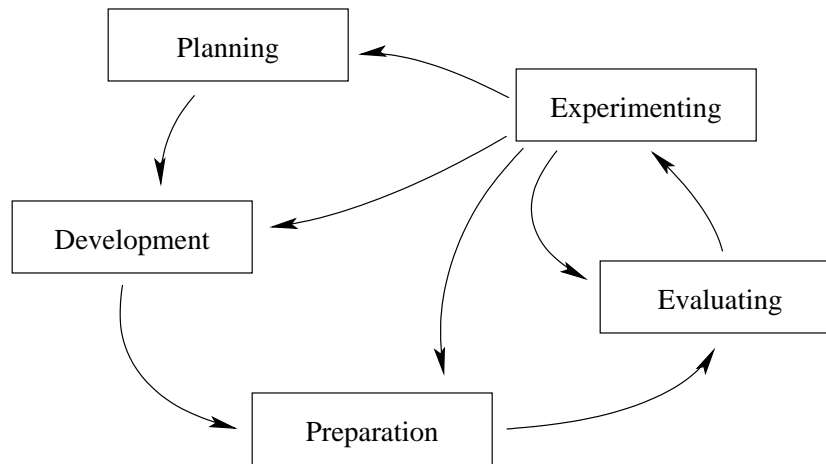 Planning
Experimenting
Development
Evaluating
Preparation